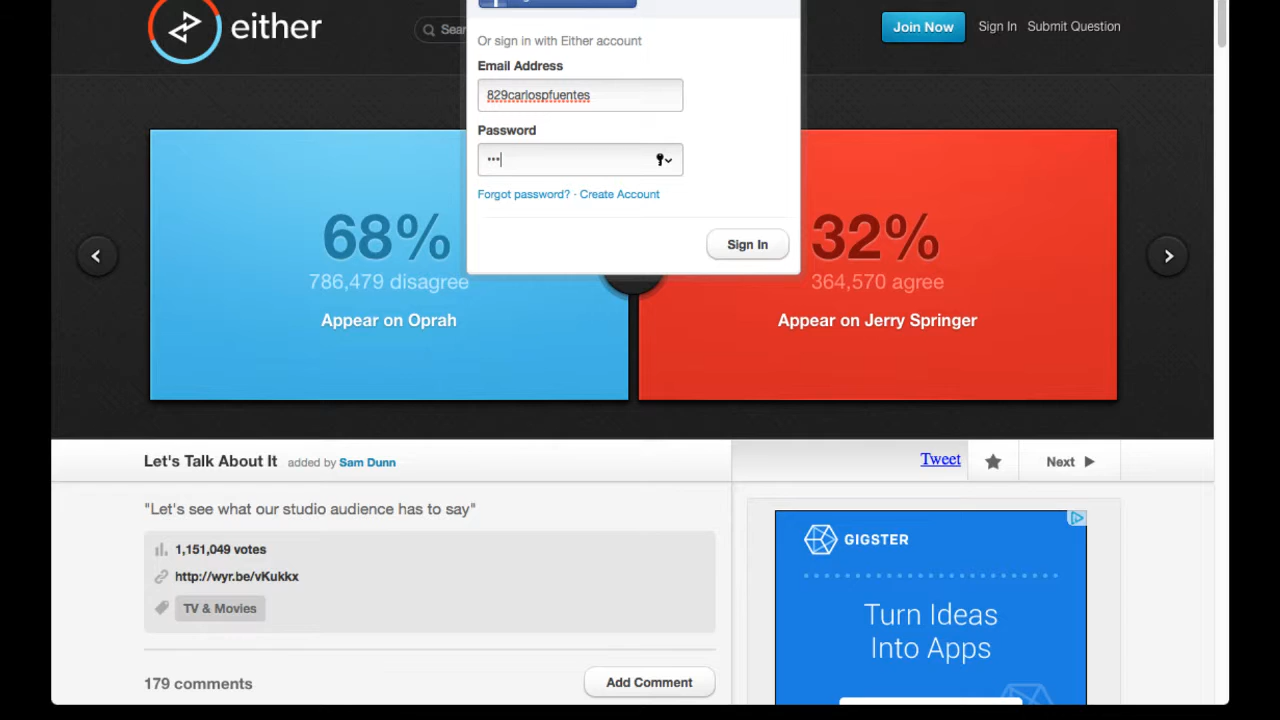 either
Sear
Join Now
Sign In
Submit Question
Or sign in with Either account
Email Address
829carlospfuentes
Password
•••
Forgot password? · Create Account
Sign In
68%
786,479 disagree
Appear on Oprah
32%
364,570 agree
Appear on Jerry Springer
Let's Talk About It added by Sam Dunn
Tweet
Next
"Let's see what our studio audience has to say"
1,151,049 votes
http://wyr.be/vKukkx
TV & Movies
179 comments
Add Comment
GIGSTER
Turn Ideas
Into Apps